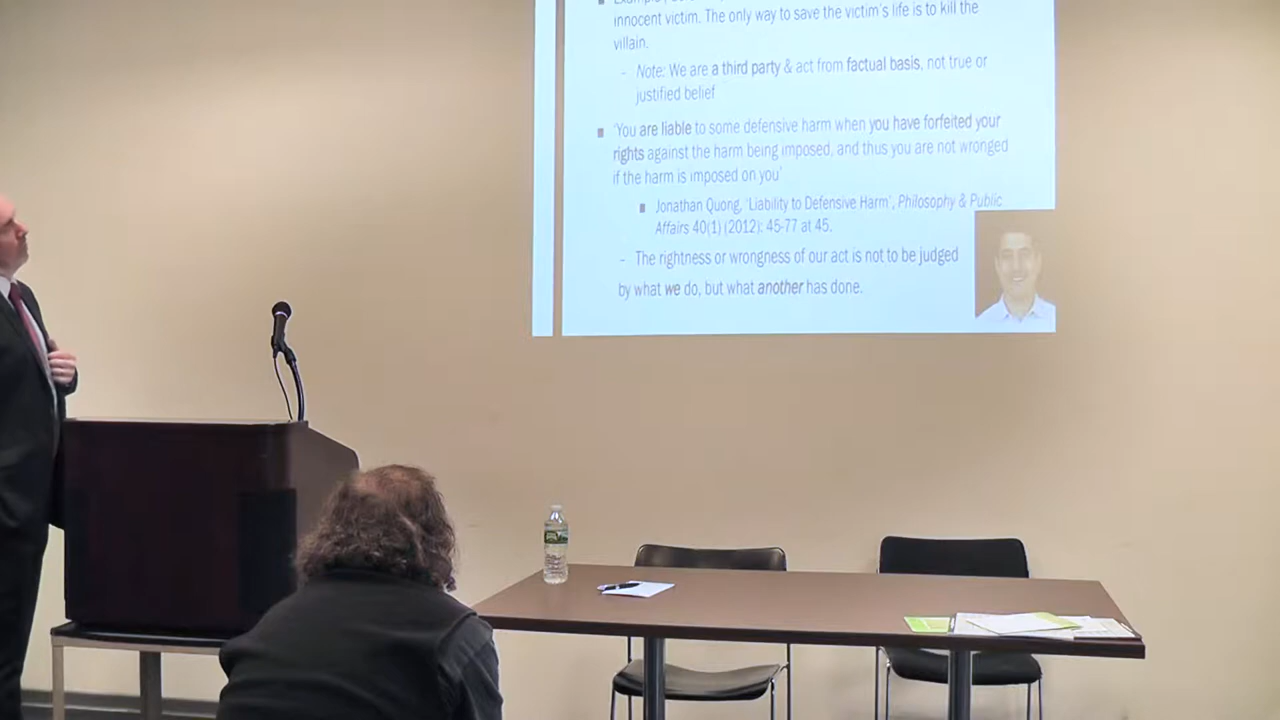 innocent victim. The only way to save the victim's life is to kill the
villain.
- Note: We are a third party & act from factual basis, not true or
justified belief
'You are liable to some defensive harm when you have forfeited your
rights against the harm being imposed, and thus you are not wronged
if the harm is imposed on you'
Jonathan Quong, 'Liability to Defensive Harm', Philosophy & Public
Affairs 40(1) (2012): 45-77 at 45.
- The rightness or wrongness of our act is not to be judged
by what we do, but what another has done.